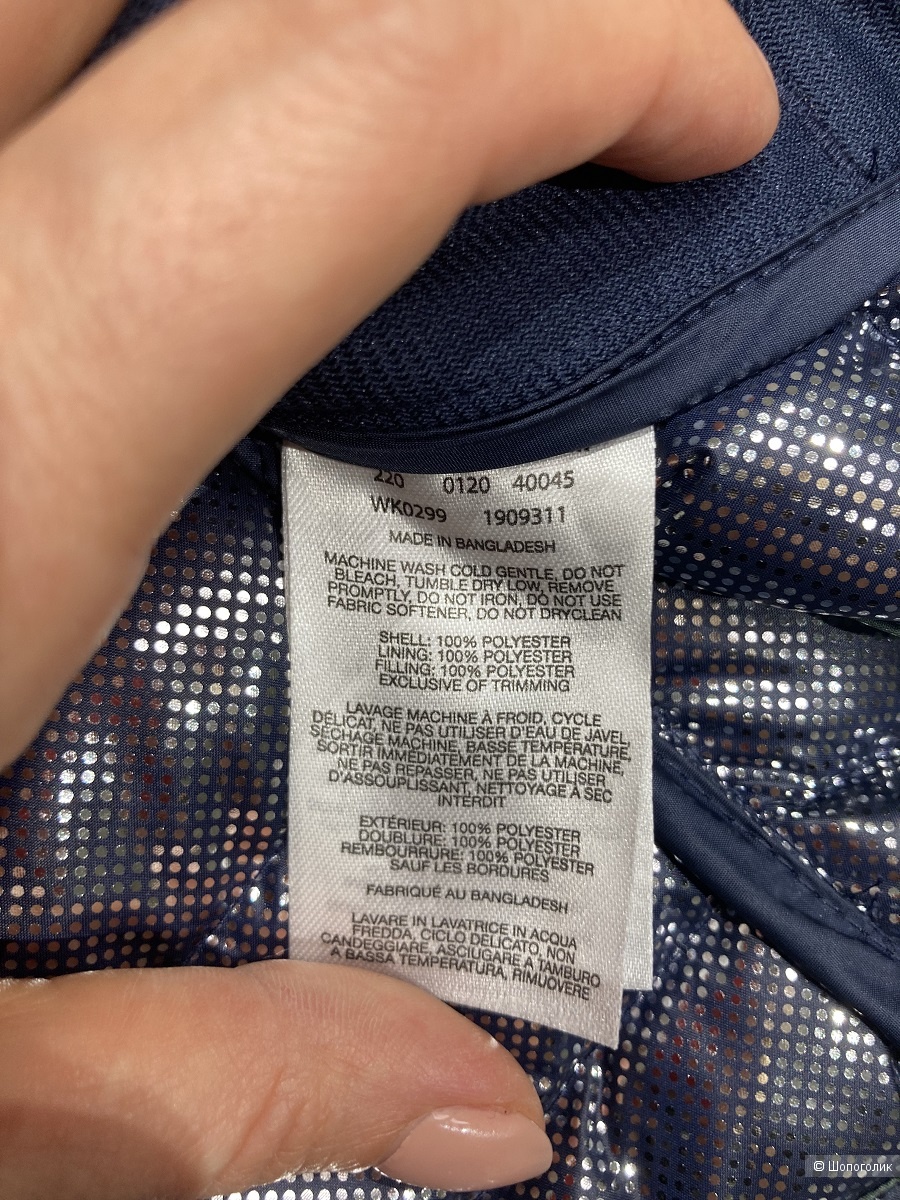 220 0120 40045
WK0299 1909311
MADE IN BANGLADESH
MACHINE WASH COLD GENTLE, DO NOT
BLEACH, TUMBLE DRY LOW, REMOVE
PROMPTLY, DO NOT IRON, DO NOT USE
FABRIC SOFTENER, DO NOT DRYCLEAN
SHELL: 100% POLYESTER
LINING: 100% POLYESTER
FILLING: 100% POLYESTER
EXCLUSIVE OF TRIMMING
LAVAGE MACHINE À FROID, CYCLE
DÉLICAT, NE PAS UTILISER D'EAU DE JAVEL,
SÉCHAGE MACHINE, BASSE TEMPÉRATURE,
SORTIR IMMÉDIATEMENT DE LA MACHINE,
NE PAS REPASSER, NE PAS UTILISER
D'ASSOUPLISSANT, NETTOYAGE À SEC
INTERDIT
EXTÉRIEUR: 100% POLYESTER
DOUBLURE: 100% POLYESTER
REMBOURRURE: 100% POLYESTER
SAUF LES BORDURES
FABRIQUÉ AU BANGLADESH
LAVARE IN LAVATRICE IN ACQUA
FREDDA, CICLO DELICATO, NON
CANDEGGIARE, ASCIUGARE A TAMBURO
A BASSA TEMPERATURA, RIMUOVERE
© Шопоголик